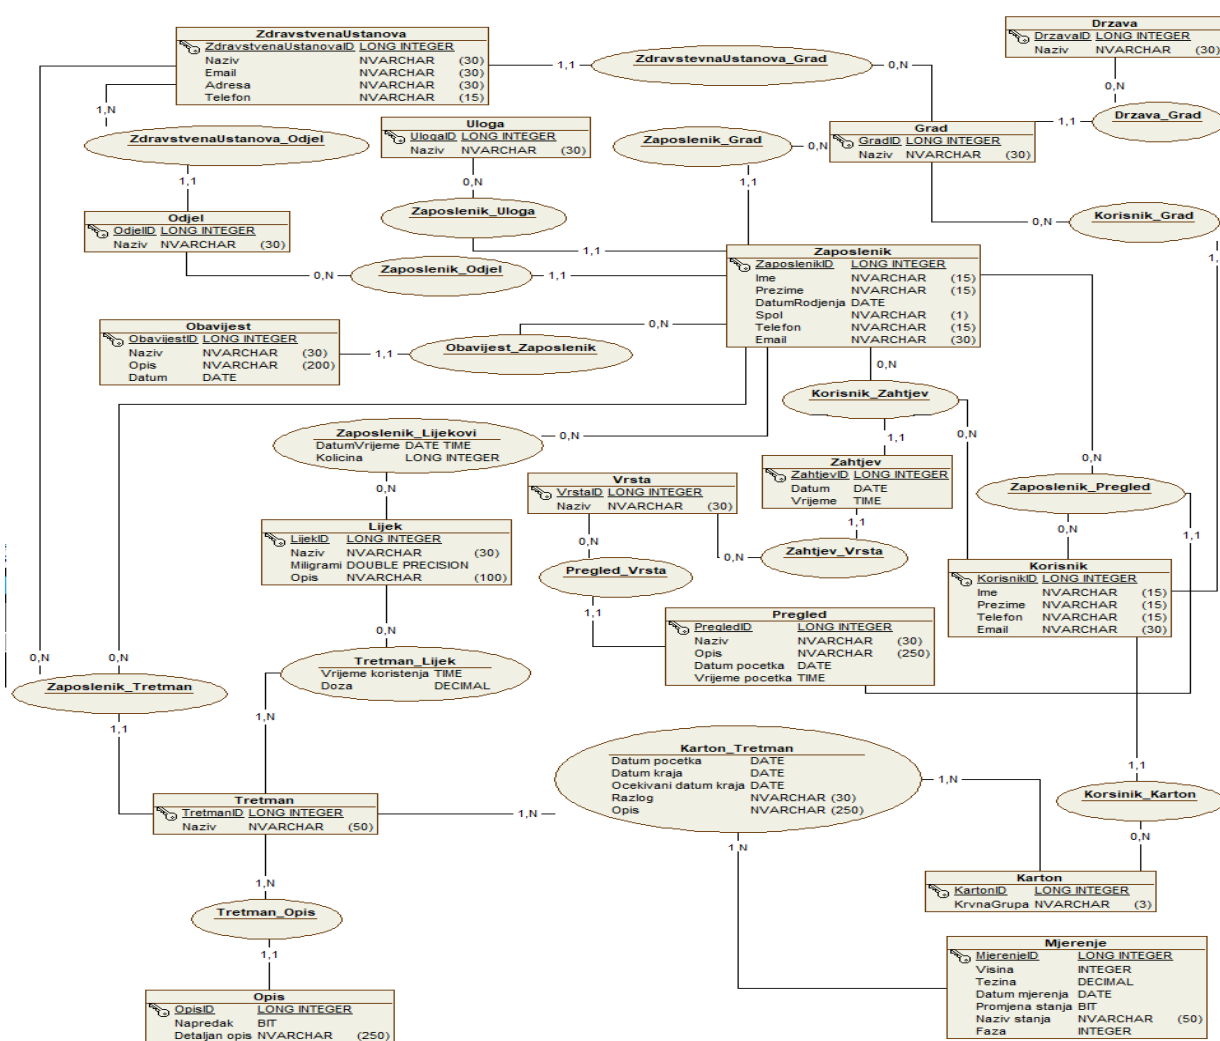 ZdravstvenaUstanova
ZdravstvenaUstanovaID LONG INTEGER
Naziv NVARCHAR (30)
Email NVARCHAR (30)
Adresa NVARCHAR (30)
Telefon NVARCHAR (15)
1,1
ZdravstevnaUstanova_Grad
0,N
Drzava
DrzavaID LONG INTEGER
Naziv NVARCHAR (30)
0,N
Drzava_Grad
1,1
1,N
ZdravstvenaUstanova_Odjel
1,1
Uloga
UlogaID LONG INTEGER
Naziv NVARCHAR (30)
0,N
Zaposlenik_Uloga
1,1
Zaposlenik_Grad
0,N
1,1
Grad
GradID LONG INTEGER
Naziv NVARCHAR (30)
0,N
Korisnik_Grad
1,
Odjel
OdjelID LONG INTEGER
Naziv NVARCHAR (30)
0,N
Zaposlenik_Odjel
1,1
Zaposlenik
ZaposlenikID LONG INTEGER
Ime NVARCHAR (15)
Prezime NVARCHAR (15)
DatumRodjenja DATE
Spol NVARCHAR (1)
Telefon NVARCHAR (15)
Email NVARCHAR (30)
Obavijest
ObavijestID LONG INTEGER
Naziv NVARCHAR (30)
Opis NVARCHAR (200)
Datum DATE
1,1
Obavijest_Zaposlenik
0,N
0,N
Korisnik_Zahtjev
1,1
0,N
Zaposlenik_Lijekovi
DatumVrijeme DATE TIME
Kolicina LONG INTEGER
0,N
0,N
Zahtjev
ZahtjevID LONG INTEGER
Datum DATE
Vrijeme TIME
1,1
Zahtjev_Vrsta
0,N
0,N
Zaposlenik_Pregled
0,N
1,1
Vrsta
VrstaID LONG INTEGER
Naziv NVARCHAR (30)
0,N
Pregled_Vrsta
1,1
Lijek
LijekID LONG INTEGER
Naziv NVARCHAR (30)
Miligrami DOUBLE PRECISION
Opis NVARCHAR (100)
0,N
Korisnik
KorisnikID LONG INTEGER
Ime NVARCHAR (15)
Prezime NVARCHAR (15)
Telefon NVARCHAR (15)
Email NVARCHAR (30)
Pregled
PregledID LONG INTEGER
Naziv NVARCHAR (30)
Opis NVARCHAR (250)
Datum pocetka DATE
Vrijeme pocetka TIME
0,N
0,N
Zaposlenik_Tretman
1,1
Tretman_Lijek
Vrijeme koristenja TIME
Doza DECIMAL
1,N
Karton_Tretman
Datum pocetka DATE
Datum kraja DATE
Ocekivani datum kraja DATE
Razlog NVARCHAR (30)
Opis NVARCHAR (250)
1,N
1,N
1,N
1,1
Korsinik_Karton
0,N
Tretman
TretmanID LONG INTEGER
Naziv NVARCHAR (50)
1,N
Tretman_Opis
1,1
Karton
KartonID LONG INTEGER
KrvnaGrupa NVARCHAR (3)
Mjerenje
MjerenjeID LONG INTEGER
Visina INTEGER
Tezina DECIMAL
Datum mjerenja DATE
Promjena stanja BIT
Naziv stanja NVARCHAR (50)
Faza INTEGER
Opis
OpisID LONG INTEGER
Napredak BIT
Detaljan opis NVARCHAR (250)